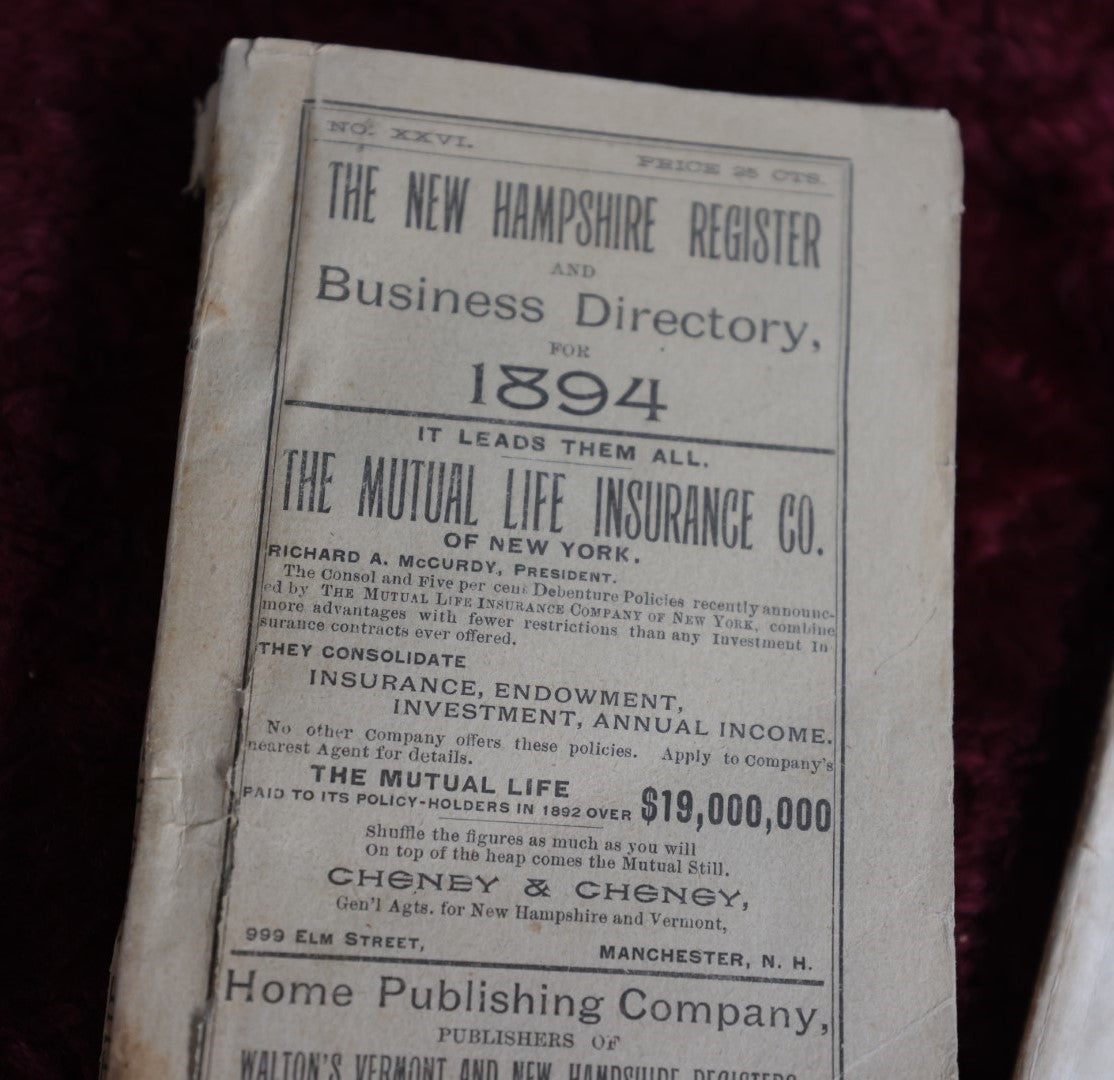 NO. XXVI.
PRICE 25 CTS.
THE NEW HAMPSHIRE REGISTER
AND
Business Directory,
FOR
1894
IT LEADS THEM ALL.
THE MUTUAL LIFE INSURANCE CO.
OF NEW YORK.
RICHARD A. McCURDY, PRESIDENT.
The Consol and Five per cent Debenture Policies recently announc-
ed by THE MUTUAL LIFE INSURANCE COMPANY OF NEW YORK, combine
more advantages with fewer restrictions than any Investment In
surance contracts ever offered.
THEY CONSOLIDATE
INSURANCE, ENDOWMENT,
INVESTMENT, ANNUAL INCOME.
No other Company offers these policies. Apply to Company's
nearest Agent for details.
THE MUTUAL LIFE
PAID TO ITS POLICY-HOLDERS IN 1892 OVER $19,000,000
Shuffle the figures as much as you will
On top of the heap comes the Mutual Still.
CHENEY & CHENEY,
Gen'l Agts. for New Hampshire and Vermont,
999 ELM STREET, MANCHESTER, N. H.
Home Publishing Company,
PUBLISHERS OF
WALTON'S VERMONT AND NEW HAMPSHIRE REGISTERS